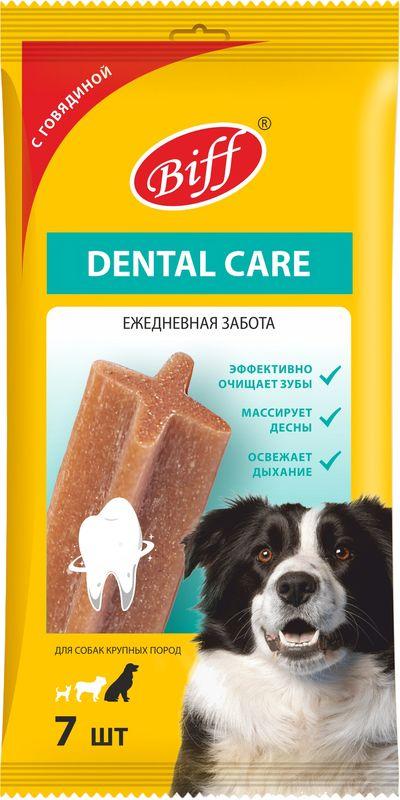 С ГОВЯДИНОЙ
Biff®
DENTAL CARE
ЕЖЕДНЕВНАЯ ЗАБОТА
ЭФФЕКТИВНО
ОЧИЩАЕТ ЗУБЫ
МАССИРУЕТ
ДЕСНЫ
ОСВЕЖАЕТ
ДЫХАНИЕ
ДЛЯ СОБАК КРУПНЫХ ПОРОД
7 шт